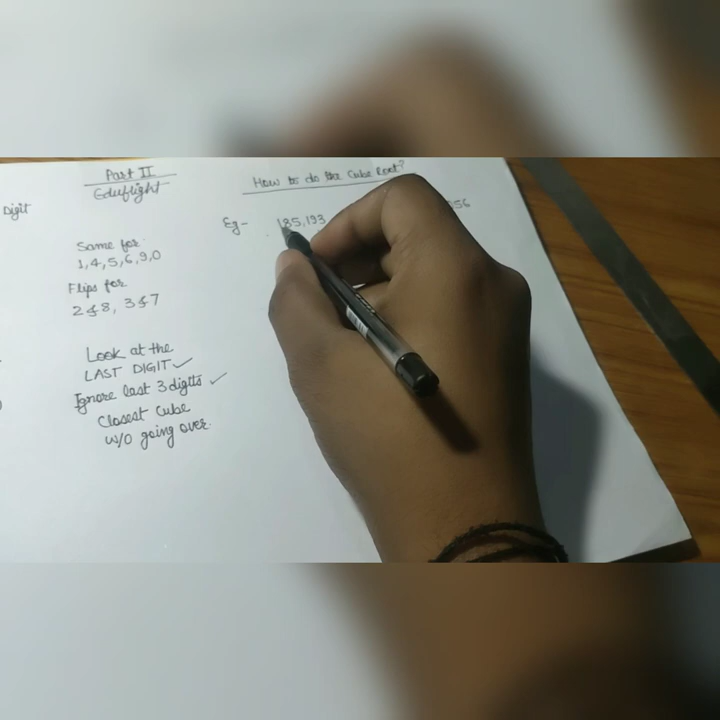 Part II
Eduflight
Digit
Same for
1,4,5,6,9,0
Flips for
2&8, 3&7
Look at the
LAST DIGIT ✓
Ignore last 3 digits ✓
Closest Cube
W/O going over.
How to do the Cube Root?
Eg- 185,193
056